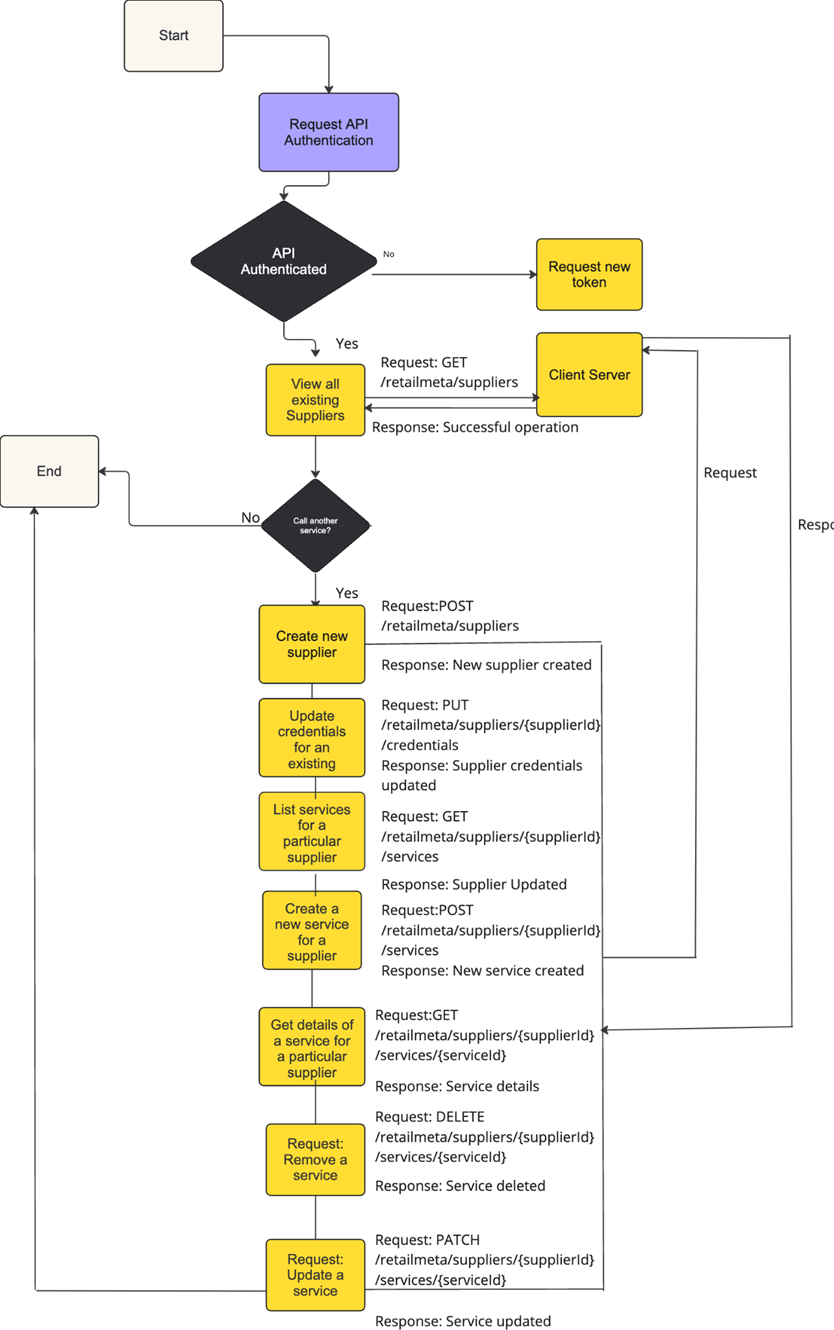 Start
Request API
Authentication
API
Authenticated
No
Request new
token
Yes
Request: GET
/retailmeta/suppliers
View all
existing
Suppliers
Client Server
Response: Successful operation
End
Request
No
Call another
service?
Yes
Request:POST
/retailmeta/suppliers
Create new
supplier
Response: New supplier created
Update
credentials
for an
existing
Request: PUT
/retailmeta/suppliers/{supplierId}
/credentials
Response: Supplier credentials
updated
List services
for a
particular
supplier
Request: GET
/retailmeta/suppliers/{supplierId}
/services
Response: Supplier Updated
Create a
new service
for a
supplier
Request:POST
/retailmeta/suppliers/{supplierId}
/services
Response: New service created
Get details of
a service for
a particular
supplier
Request:GET
/retailmeta/suppliers/{supplierId}
/services/{serviceId}
Response: Service details
Request:
Remove a
service
Request: DELETE
/retailmeta/suppliers/{supplierId}
/services/{serviceId}
Response: Service deleted
Request:
Update a
service
Request: PATCH
/retailmeta/suppliers/{supplierId}
/services/{serviceId}
Response: Service updated